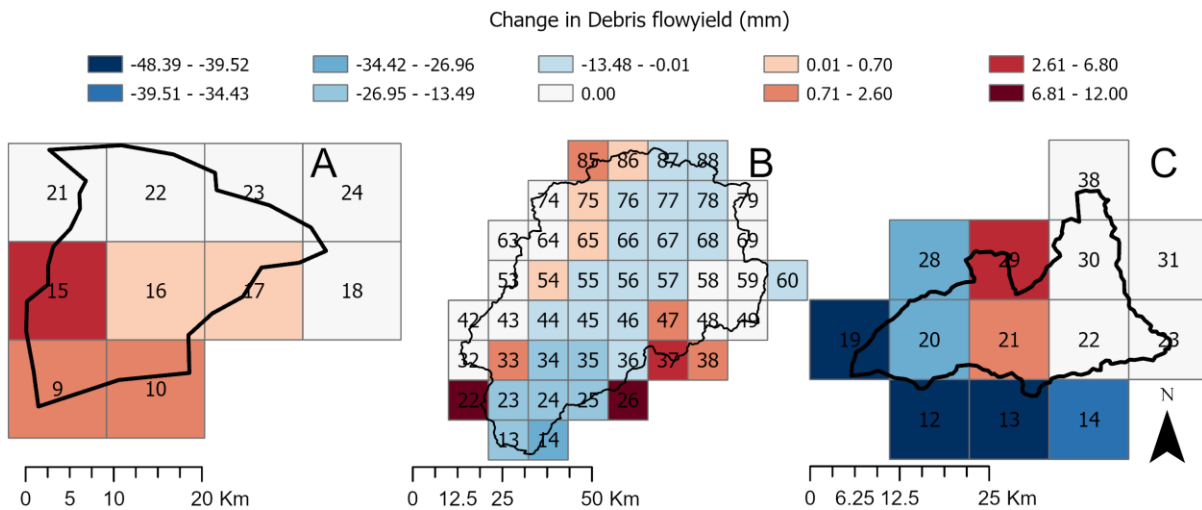 Change in Debris flowyield (mm)
-48.39 - -39.52 -34.42 - -26.96 -13.48 - -0.01 0.01 - 0.70 2.61 - 6.80
-39.51 - -34.43 -26.95 - -13.49 0.00 0.71 - 2.60 6.81 - 12.00
A
21 22 23 24
15 16 17 18
9 10
0 5 10 20 Km
B
85 86 87 88
74 75 76 77 78 79
63 64 65 66 67 68 69
53 54 55 56 57 58 59 60
42 43 44 45 46 47 48 49
32 33 34 35 36 37 38
22 23 24 25 26
13 14
0 12.5 25 50 Km
C
38
28 29 30 31
19 20 21 22 23
12 13 14
N
0 6.25 12.5 25 Km